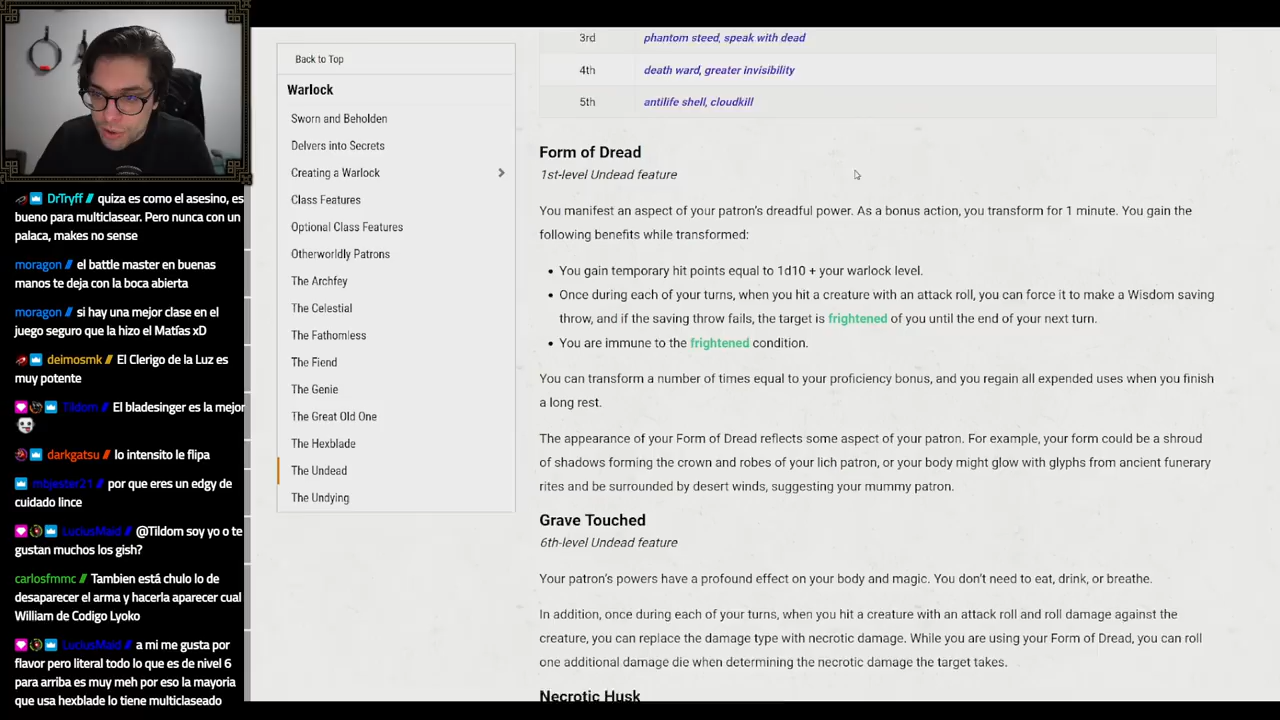 DrTryff // quiza es como el asesino, es
bueno para multiclasear. Pero nunca con un
palaca, makes no sense
moragon // el battle master en buenas
manos te deja con la boca abierta
moragon // si hay una mejor clase en el
juego seguro que la hizo el Matías xD
deimosmk // El Clerigo de la Luz es
muy potente
Tildom // El bladesinger es la mejor
darkgatsu // lo intensito le flipa
mbjester21 // por que eres un edgy de
cuidado lince
LuciusMaid // @Tildom soy yo o te
gustan muchos los gish?
carlosfmmc // Tambien está chulo lo de
desaparecer el arma y hacerla aparecer cual
William de Codigo Lyoko
LuciusMaid // a mi me gusta por
flavor pero literal todo lo que es de nivel 6
para arriba es muy meh por eso la mayoria
que usa hexblade lo tiene multiclaseado
Back to Top
Warlock
Sworn and Beholden
Delvers into Secrets
Creating a Warlock
Class Features
Optional Class Features
Otherworldly Patrons
The Archfey
The Celestial
The Fathomless
The Fiend
The Genie
The Great Old One
The Hexblade
The Undead
The Undying
3rd phantom steed, speak with dead
4th death ward, greater invisibility
5th antilife shell, cloudkill
Form of Dread
1st-level Undead feature
You manifest an aspect of your patron's dreadful power. As a bonus action, you transform for 1 minute. You gain the
following benefits while transformed:
• You gain temporary hit points equal to 1d10 + your warlock level.
• Once during each of your turns, when you hit a creature with an attack roll, you can force it to make a Wisdom saving
throw, and if the saving throw fails, the target is frightened of you until the end of your next turn.
• You are immune to the frightened condition.
You can transform a number of times equal to your proficiency bonus, and you regain all expended uses when you finish
a long rest.
The appearance of your Form of Dread reflects some aspect of your patron. For example, your form could be a shroud
of shadows forming the crown and robes of your lich patron, or your body might glow with glyphs from ancient funerary
rites and be surrounded by desert winds, suggesting your mummy patron.
Grave Touched
6th-level Undead feature
Your patron's powers have a profound effect on your body and magic. You don't need to eat, drink, or breathe.
In addition, once during each of your turns, when you hit a creature with an attack roll and roll damage against the
creature, you can replace the damage type with necrotic damage. While you are using your Form of Dread, you can roll
one additional damage die when determining the necrotic damage the target takes.
Necrotic Husk